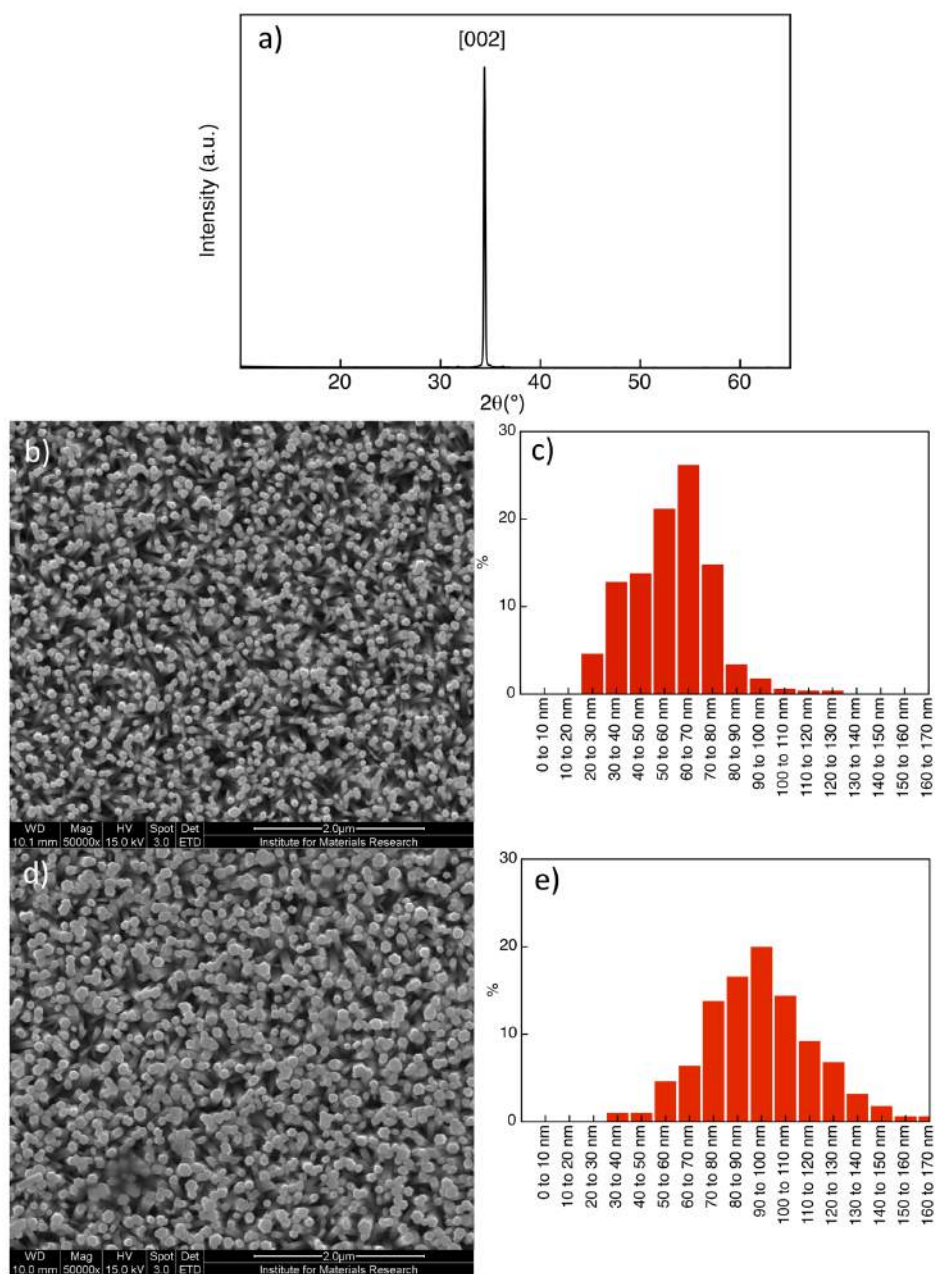 a)
[002]
Intensity (a.u.)
20
30
40
50
60
2θ(°)
b)
WD
Mag
HV
Spot
Det
2.0µm
10.1 mm
50000x
15.0 kV
3.0
ETD
Institute for Materials Research
c)
30
20
10
0
%
0 to 10 nm
10 to 20 nm
20 to 30 nm
30 to 40 nm
40 to 50 nm
50 to 60 nm
60 to 70 nm
70 to 80 nm
80 to 90 nm
90 to 100 nm
100 to 110 nm
110 to 120 nm
120 to 130 nm
130 to 140 nm
140 to 150 nm
150 to 160 nm
160 to 170 nm
d)
WD
Mag
HV
Spot
Det
2.0µm
10.0 mm
50000x
15.0 kV
3.0
ETD
Institute for Materials Research
e)
30
20
10
0
%
0 to 10 nm
10 to 20 nm
20 to 30 nm
30 to 40 nm
40 to 50 nm
50 to 60 nm
60 to 70 nm
70 to 80 nm
80 to 90 nm
90 to 100 nm
100 to 110 nm
110 to 120 nm
120 to 130 nm
130 to 140 nm
140 to 150 nm
150 to 160 nm
160 to 170 nm